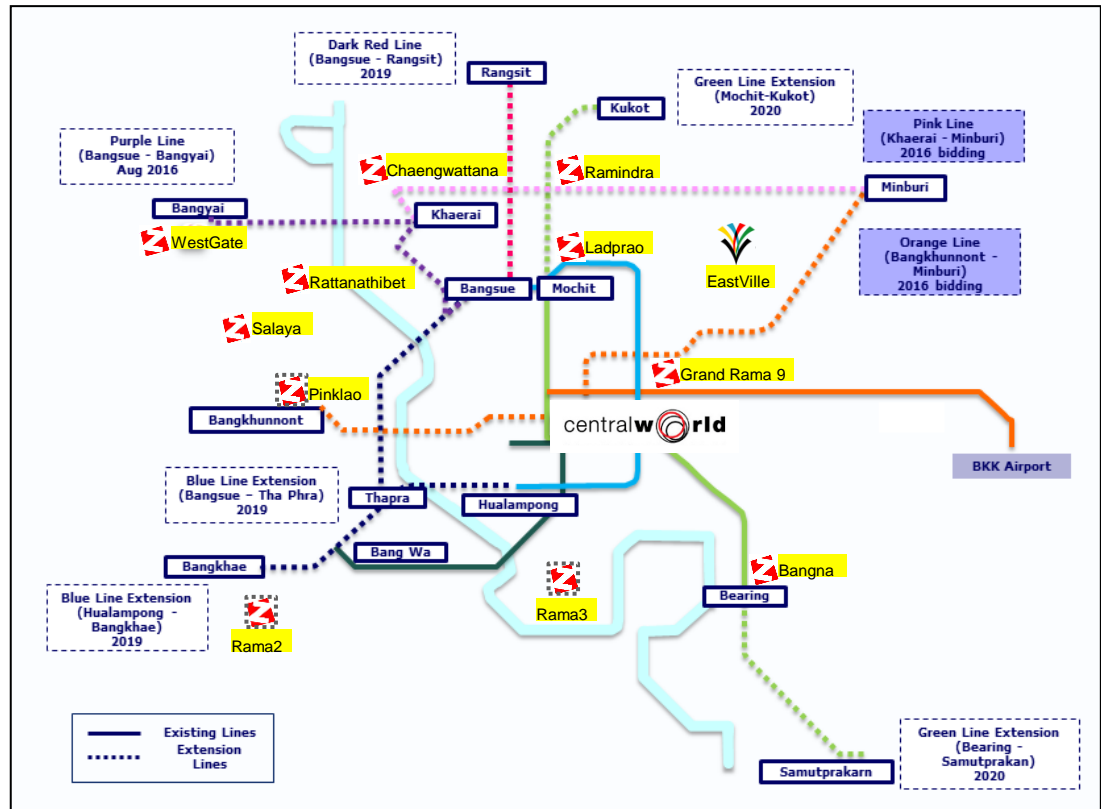 Dark Red Line
(Bangsue - Rangsit)
2019
Rangsit
Kukot
Green Line Extension
(Mochit-Kukot)
2020
Purple Line
(Bangsue - Bangyai)
Aug 2016
Pink Line
(Khaerai - Minburi)
2016 bidding
Chaengwattana
Ramindra
Minburi
Bangyai
Khaerai
WestGate
Ladprao
Orange Line
(Bangkhunnont -
Minburi)
2016 bidding
Rattanathibet
Bangsue
Mochit
EastVille
Salaya
Grand Rama 9
Pinklao
Bangkhunnont
centralworld
BKK Airport
Blue Line Extension
(Bangsue - Tha Phra)
2019
Thapra
Hualampong
Bang Wa
Bangkhae
Bangna
Bearing
Blue Line Extension
(Hualampong -
Bangkhae)
2019
Rama3
Rama2
Existing Lines
Extension
Lines
Green Line Extension
(Bearing -
Samutprakan)
2020
Samutprakarn